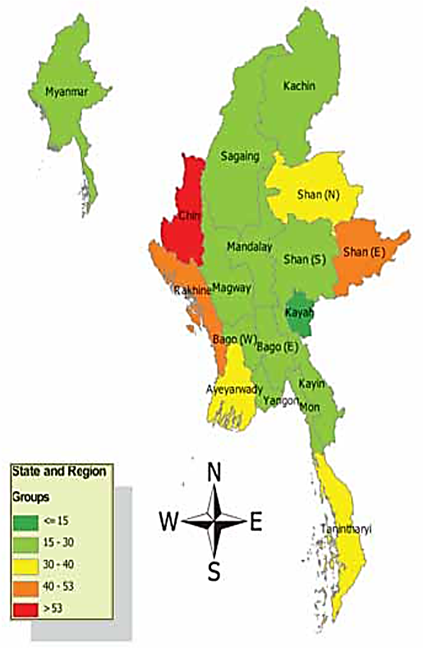 Myanmar
Kachin
Sagaing
Shan (N)
Chin
Mandalay
Shan (S)
Shan (E)
Rakhine
Magway
Kayah
Bago (W)
Bago (E)
Ayeyarwady
Kayin
Yangon
Mon
Tanintharyi
State and Region
Groups
<= 15
15 - 30
30 - 40
40 - 53
> 53
N
W
E
S